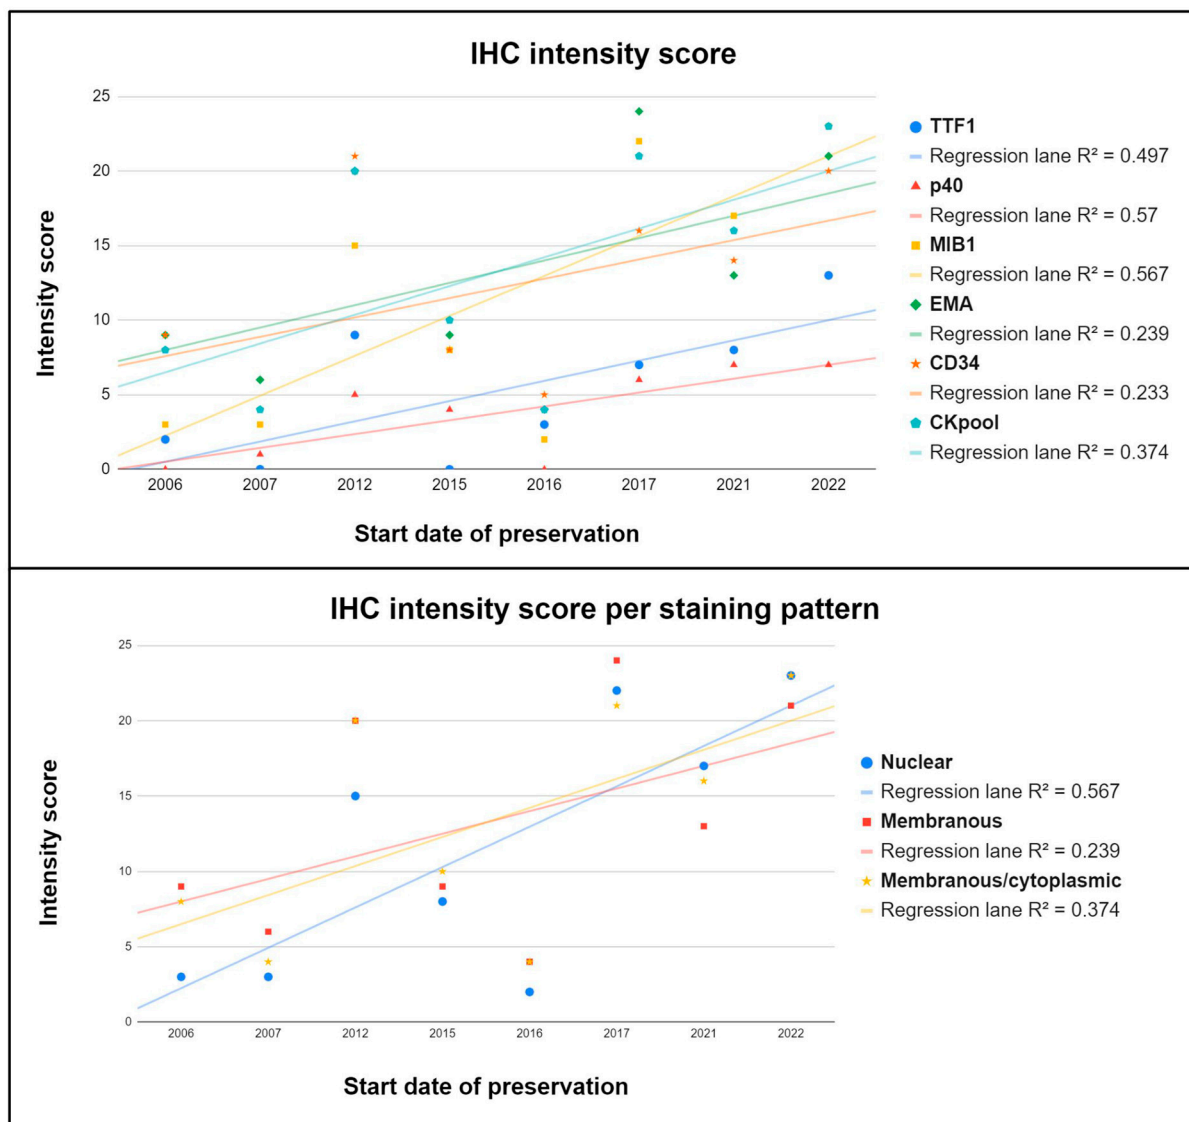 IHC intensity score
25
20
15
10
5
0
Intensity score
2006 2007 2012 2015 2016 2017 2021 2022
Start date of preservation
TTF1
Regression lane R² = 0.497
p40
Regression lane R² = 0.57
MIB1
Regression lane R² = 0.567
EMA
Regression lane R² = 0.239
CD34
Regression lane R² = 0.233
CKpool
Regression lane R² = 0.374
IHC intensity score per staining pattern
25
20
15
10
5
0
Intensity score
2006 2007 2012 2015 2016 2017 2021 2022
Start date of preservation
Nuclear
Regression lane R² = 0.567
Membranous
Regression lane R² = 0.239
Membranous/cytoplasmic
Regression lane R² = 0.374